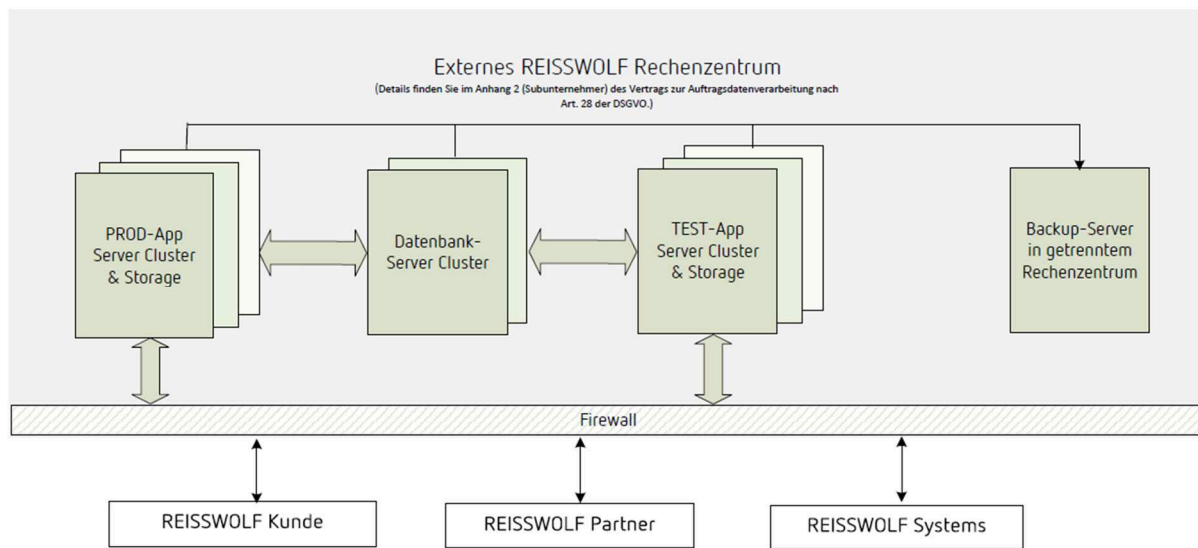 Externes REISSWOLF Rechenzentrum
(Details finden Sie im Anhang 2 (Subunternehmer) des Vertrags zur Auftragsdatenverarbeitung nach
Art. 28 der DSGVO.)
PROD-App
Server Cluster
& Storage
Datenbank-
Server Cluster
TEST-App
Server Cluster
& Storage
Backup-Server
in getrenntem
Rechenzentrum
Firewall
REISSWOLF Kunde
REISSWOLF Partner
REISSWOLF Systems